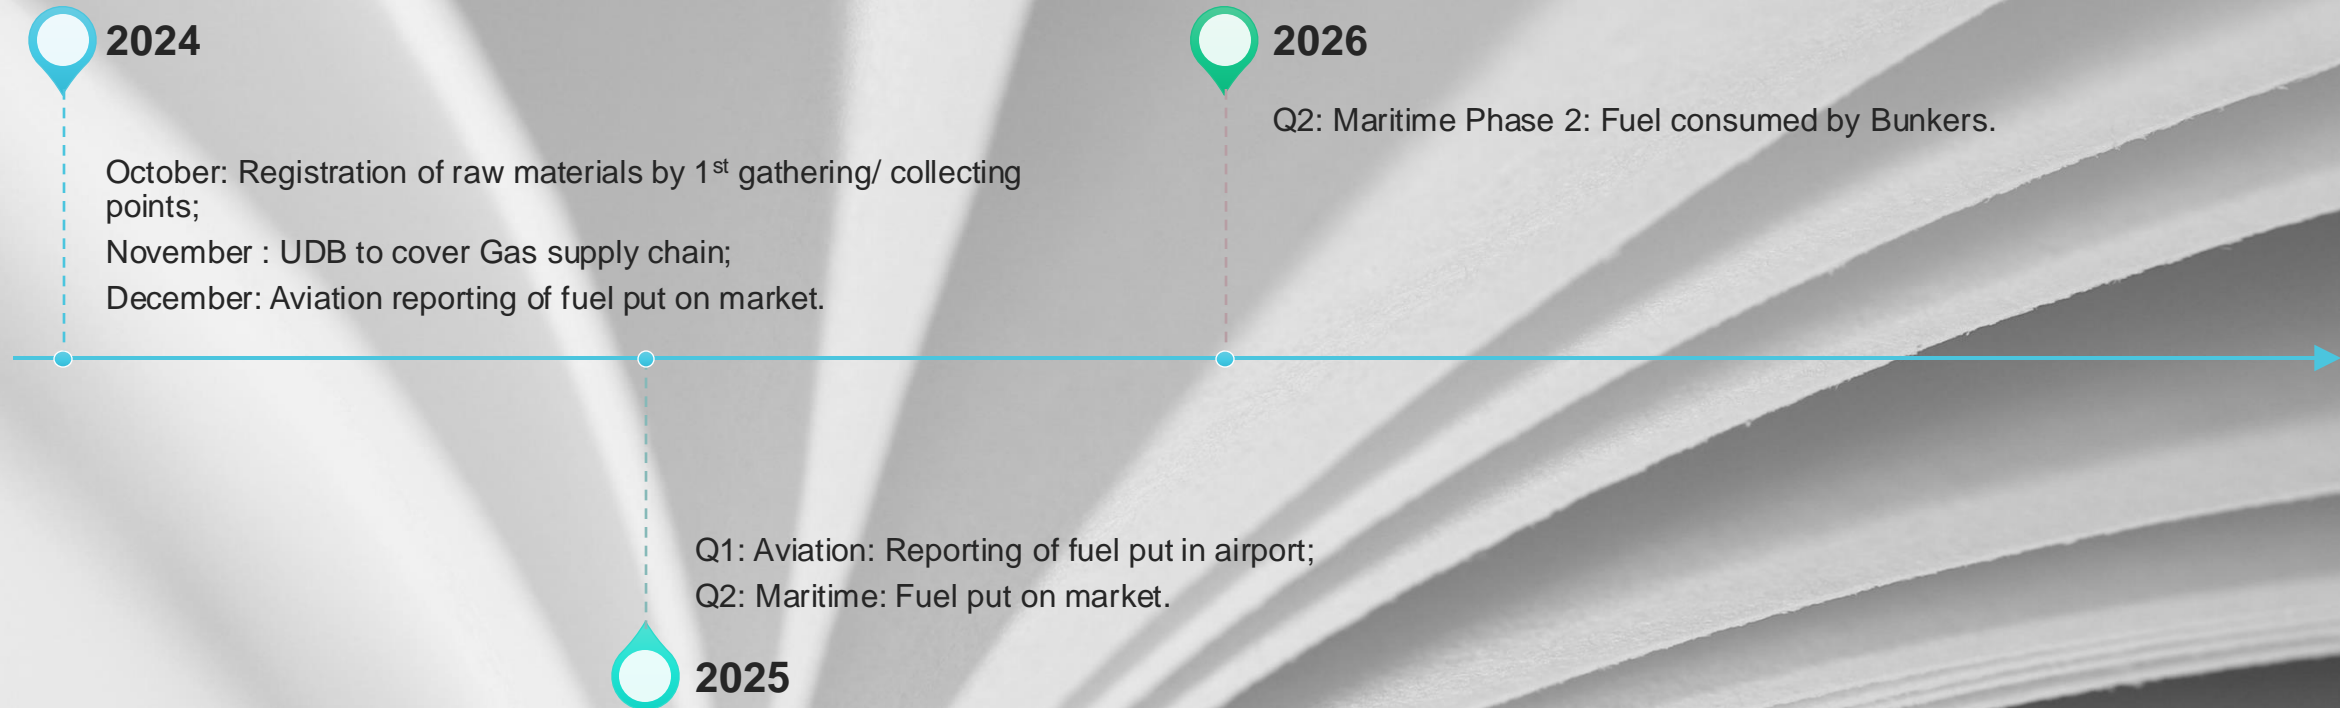 2024
October: Registration of raw materials by 1st gathering/ collecting
points;
November : UDB to cover Gas supply chain;
December: Aviation reporting of fuel put on market.
2026
Q2: Maritime Phase 2: Fuel consumed by Bunkers.
Q1: Aviation: Reporting of fuel put in airport;
Q2: Maritime: Fuel put on market.
2025